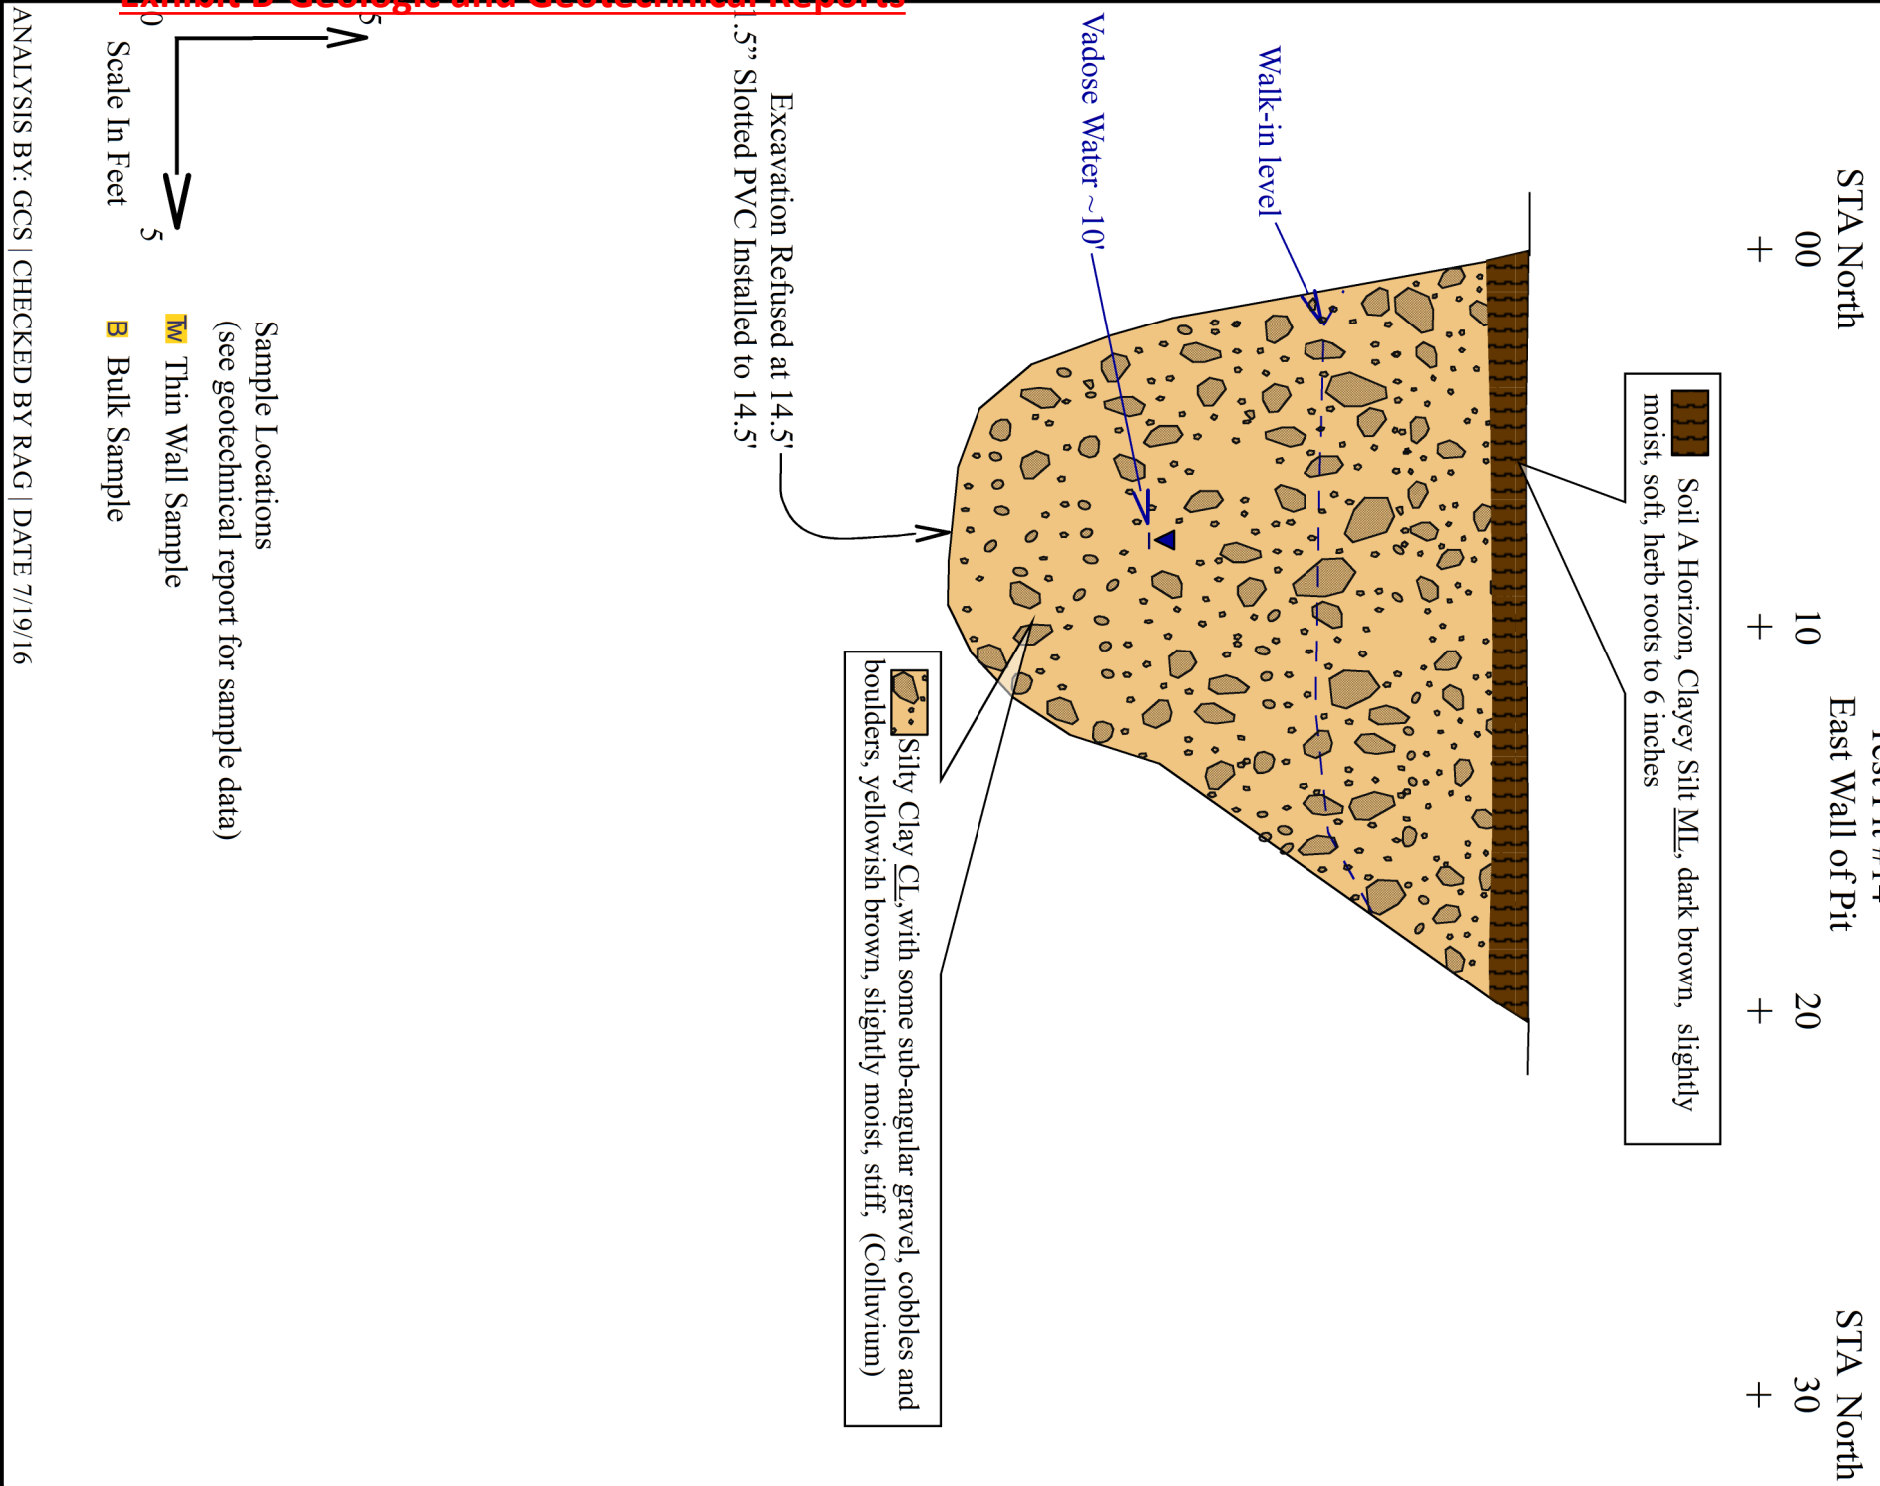 Exhibit D Geologic and Geotechnical Reports
Test Pit #14
East Wall of Pit
STA North
STA North
00
10
20
30
+
+
+
+
Soil A Horizon, Clayey Silt ML, dark brown, slightly
moist, soft, herb roots to 6 inches
Walk-in level
Vadose Water ~10'
Excavation Refused at 14.5'
1.5” Slotted PVC Installed to 14.5'
Silty Clay CL,with some sub-angular gravel, cobbles and
boulders, yellowish brown, slightly moist, stiff, (Colluvium)
5
0
5
Scale In Feet
Sample Locations
(see geotechnical report for sample data)
TW Thin Wall Sample
B Bulk Sample
ANALYSIS BY: GCS | CHECKED BY RAG | DATE 7/19/16